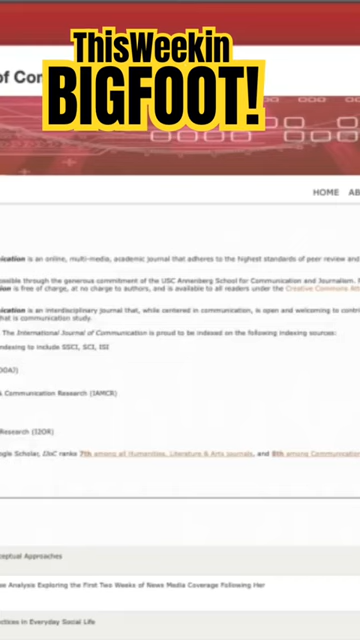 ThisWeekin
BIGFOOT!
of Com
HOME AB
ication is an online, multi-media, academic journal that adheres to the highest standards of peer review and
ossible through the generous commitment of the USC Annenberg School for Communication and Journalism.
tion is free of charge, at no charge to authors, and is available to all readers under the Creative Commons Att
ication is an interdisciplinary journal that, while centered in communication, is open and welcoming to contri
that is communication study.
The International Journal of Communication is proud to be indexed on the following indexing sources:
ndexing to include SSCI, SCI, ISI
OAJ)
& Communication Research (IAMCR)
Research (I2OR)
ogle Scholar, IJoC ranks 7th among all Humanities, Literature & Arts journals, and 8th among Communication
ceptual Approaches
se Analysis Exploring the First Two Weeks of News Media Coverage Following Her
ctices in Everyday Social Life